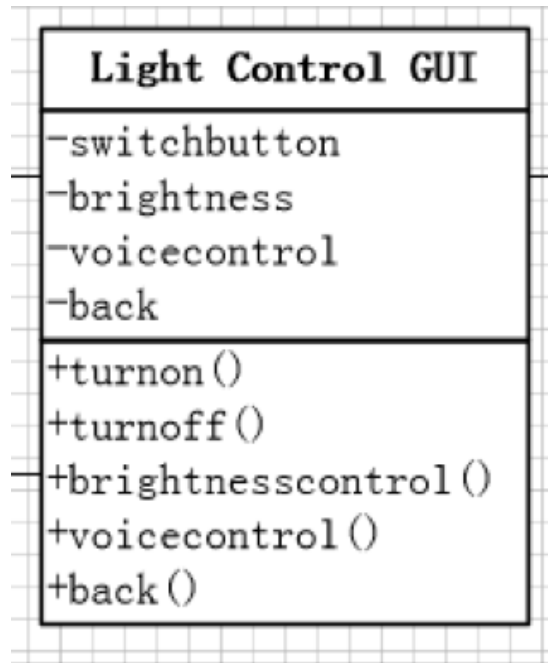 Light Control GUI
-switchbutton
-brightness
-voicecontrol
-back
+turnon()
+turnoff()
+brightnesscontrol()
+voicecontrol()
+back()